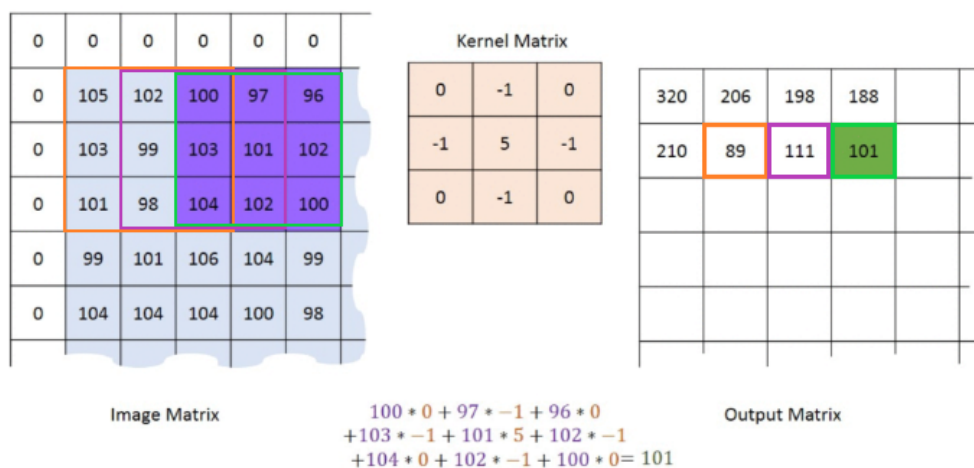 0 0 0 0 0 0
Kernel Matrix
0 105 102 100 97 96
0 103 99 103 101 102
0 101 98 104 102 100
0 99 101 106 104 99
0 104 104 104 100 98
0 -1 0
-1 5 -1
0 -1 0
320 206 198 188
210 89 111 101
Image Matrix
100 * 0 + 97 * -1 + 96 * 0
+103 * -1 + 101 * 5 + 102 * -1
+104 * 0 + 102 * -1 + 100 * 0 = 101
Output Matrix